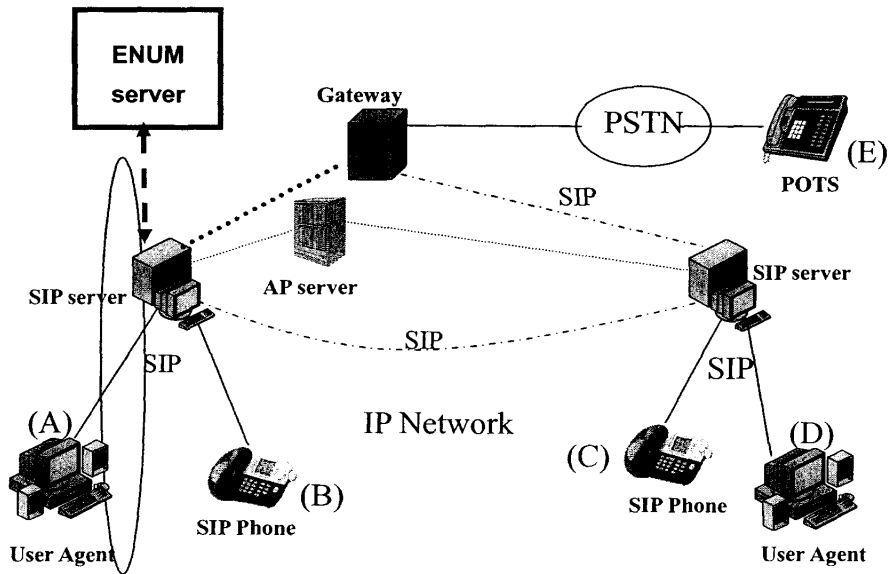 ENUM
server
Gateway
PSTN
(E)
POTS
SIP
SIP server
AP server
SIP server
SIP
SIP
SIP
(A)
IP Network
(B)
(C)
(D)
SIP Phone
SIP Phone
User Agent
User Agent